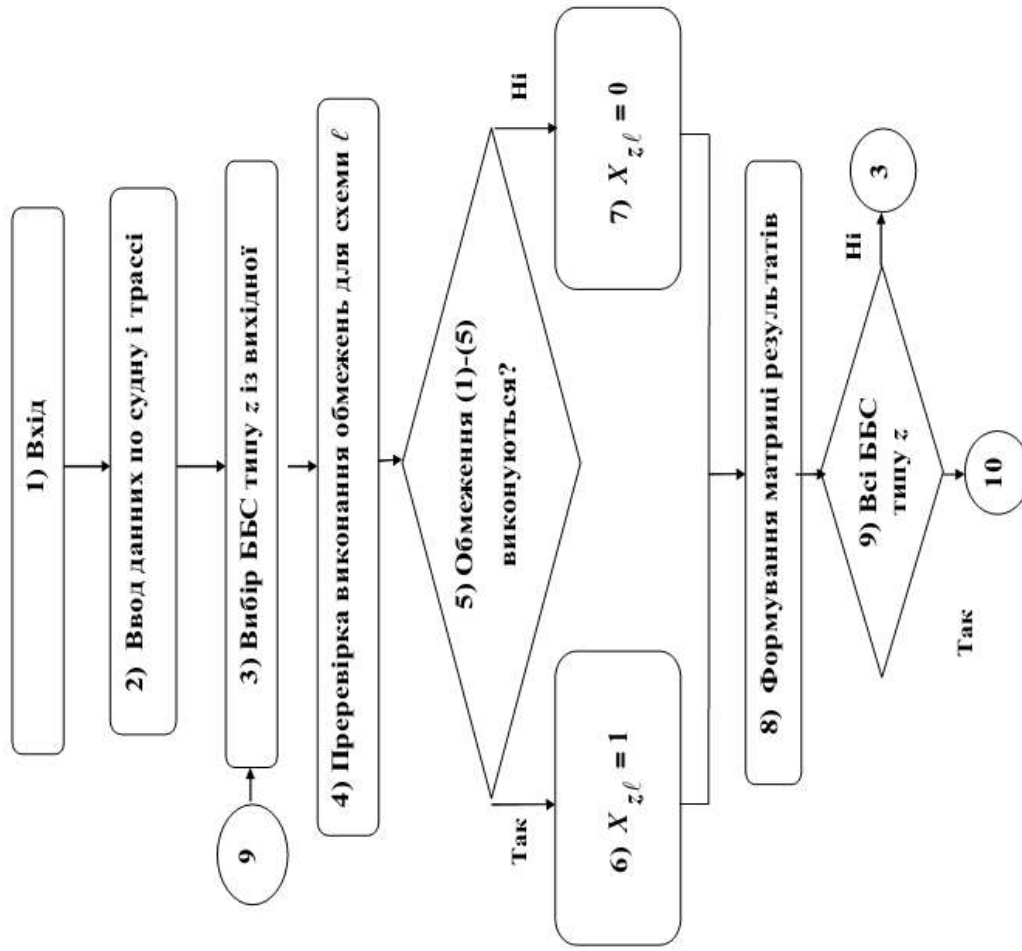 1) Вхід
2) Ввод данних по судну і трассі
9
3) Вибір ББС типу z із вихідної
4) Преревірка виконання обмежень для схеми ℓ
5) Обмеження (1)-(5)
виконуються?
Так
Ні
6) X zℓ = 1
7) X zℓ = 0
8) Формування матриці результатів
9) Всі ББС
типу z
Ні
3
Так
10